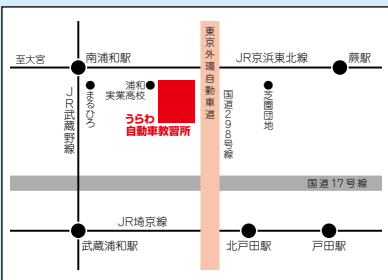 至大宮
南浦和駅
JR京浜東北線
蕨駅
東京外環自動車道
国道298号線
まるひろ
浦和
実業高校
うらわ
自動車教習所
芝園団地
JR武蔵野線
国道17号線
JR埼京線
武蔵浦和駅
北戸田駅
戸田駅